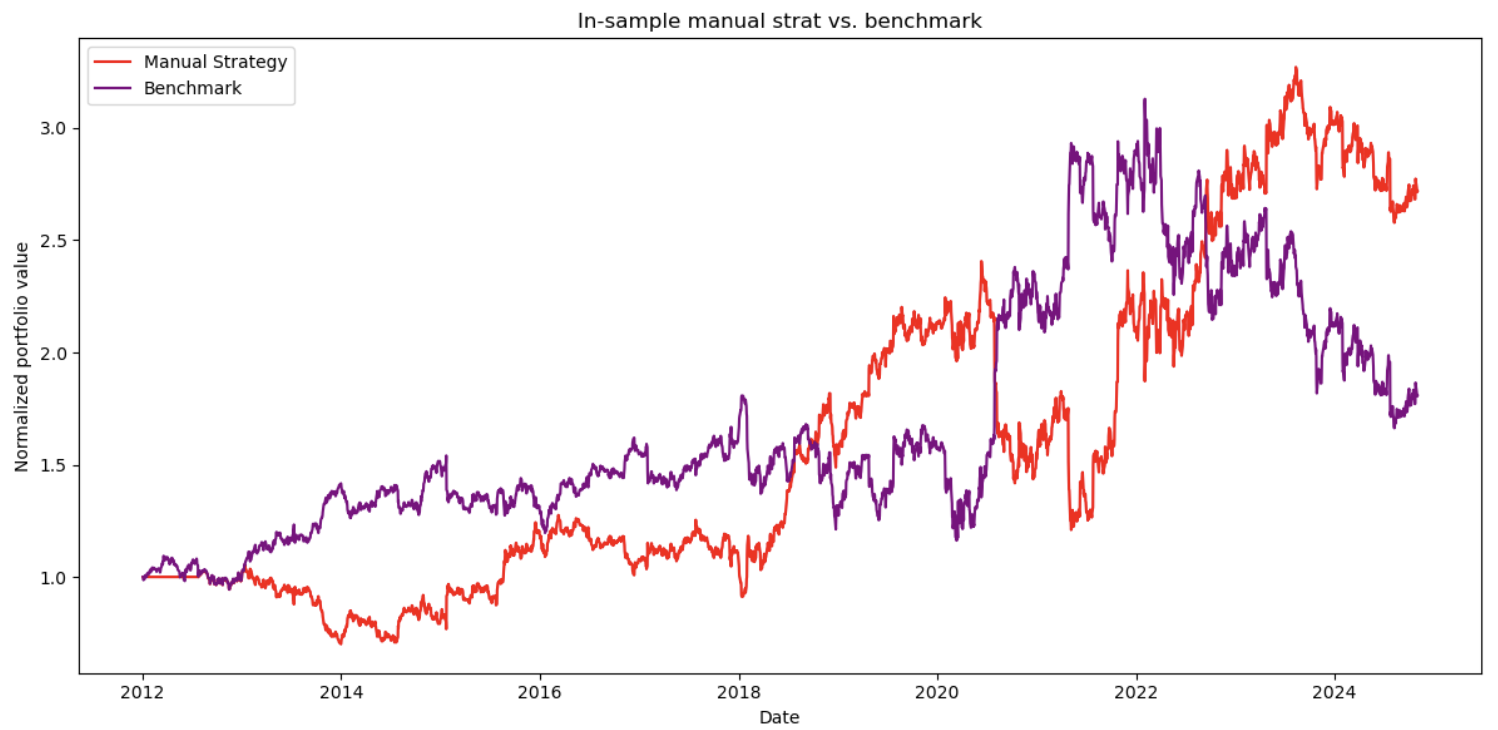 In-sample manual strat vs. benchmark
Manual Strategy
Benchmark
Normalized portfolio value
3.0
2.5
2.0
1.5
1.0
2012 2014 2016 2018 2020 2022 2024
Date